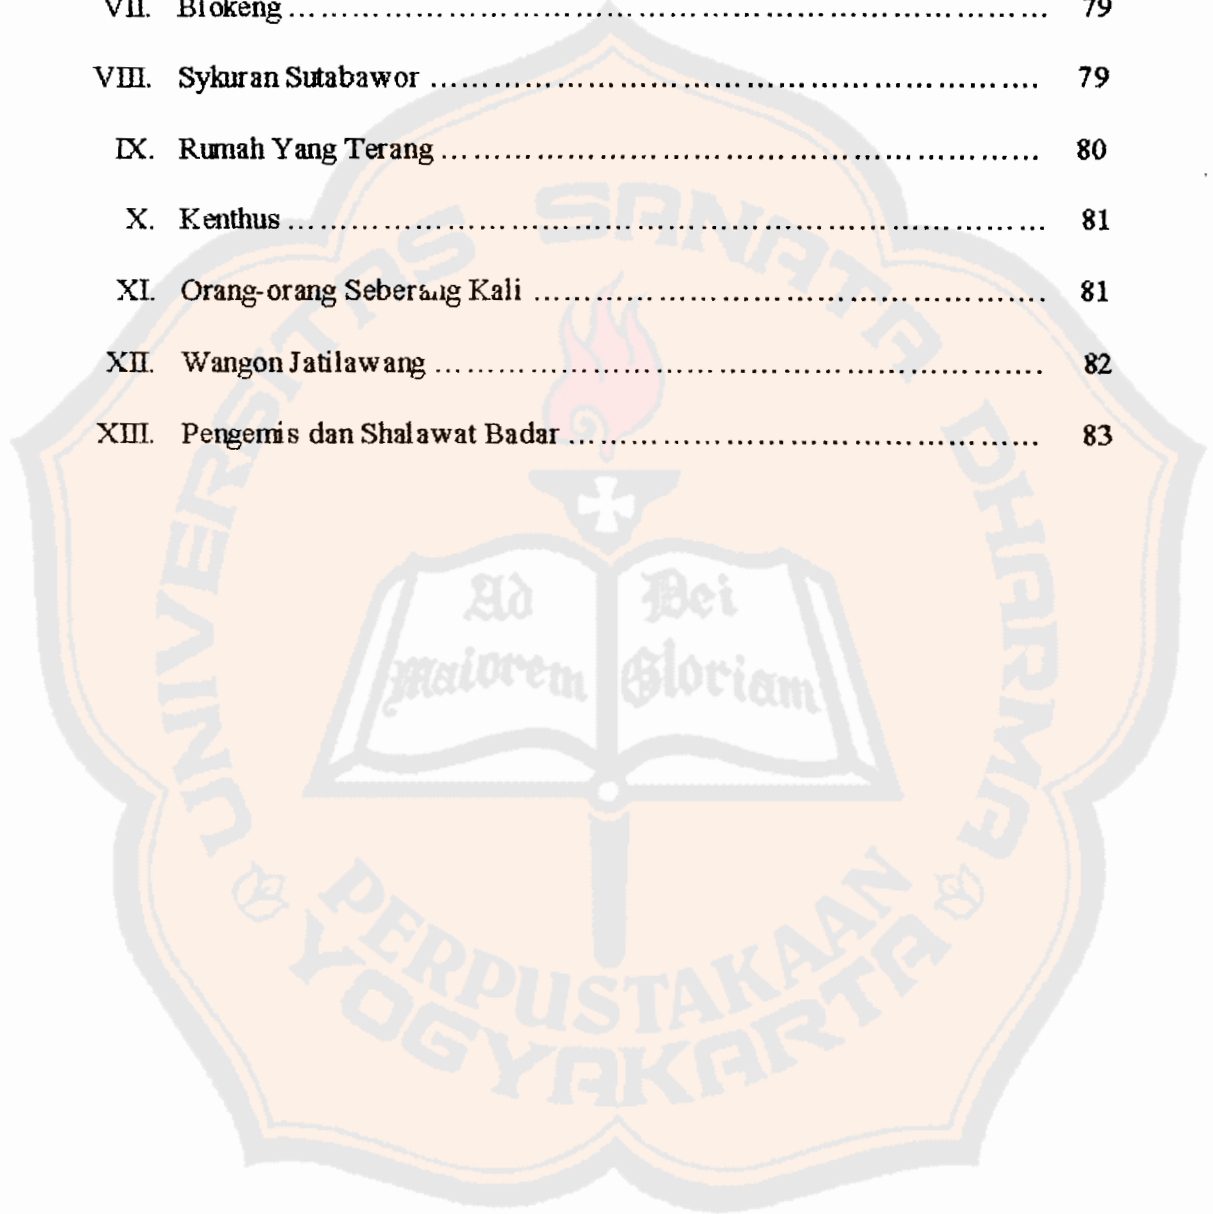 VII. Blokeng ........................................................................ 79
VIII. Sykuran Sutabawor ........................................................ 79
IX. Rumah Yang Terang ........................................................ 80
X. Kenthus ........................................................................ 81
XI. Orang-orang Seberang Kali ................................................ 81
XII. Wangon Jatilawang ........................................................ 82
XIII. Pengemis dan Shalawat Badar ............................................ 83
UNIVERSITAS SANATA DHARMA
Ad Dei
maiorem Gloriam
PERPUSTAKAAN
YOGYAKARTA